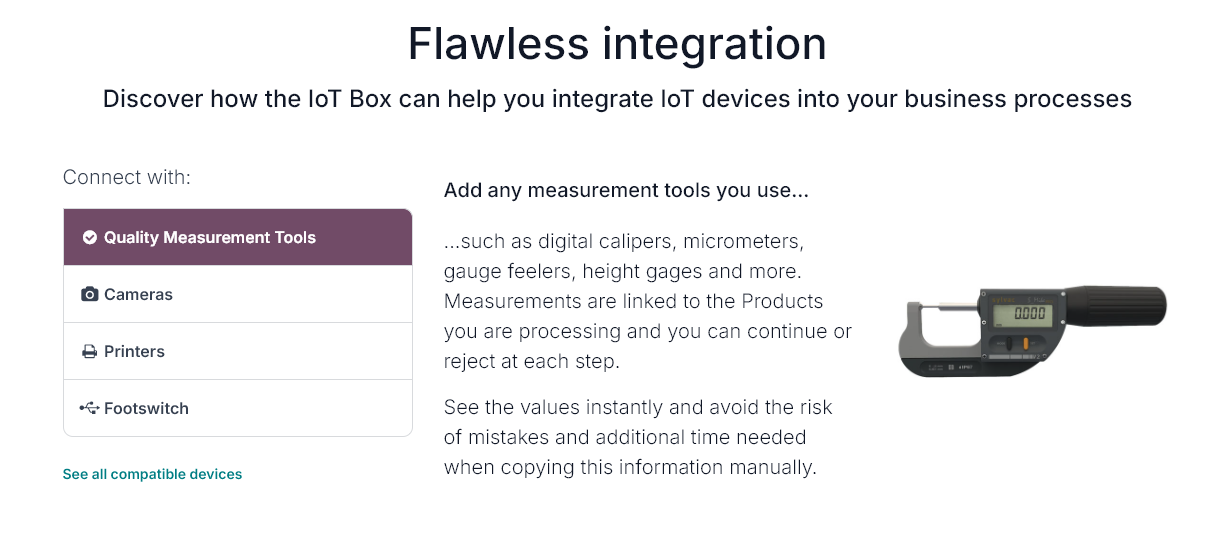 Flawless integration
Discover how the IoT Box can help you integrate IoT devices into your business processes
Connect with:
Quality Measurement Tools
Cameras
Printers
Footswitch
See all compatible devices
Add any measurement tools you use...
...such as digital calipers, micrometers,
gauge feelers, height gages and more.
Measurements are linked to the Products
you are processing and you can continue or
reject at each step.
See the values instantly and avoid the risk
of mistakes and additional time needed
when copying this information manually.
0.000